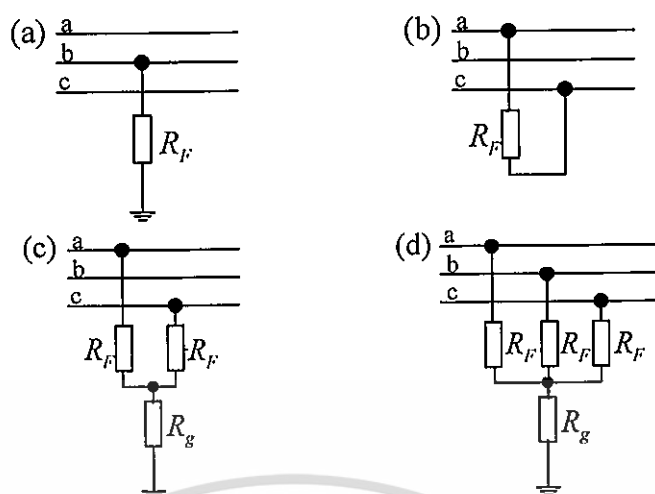 (a) a
b
c
R_F
(b) a
b
c
R_F
(c) a
b
c
R_F R_F
R_g
(d) a
b
c
R_F R_F R_F
R_g